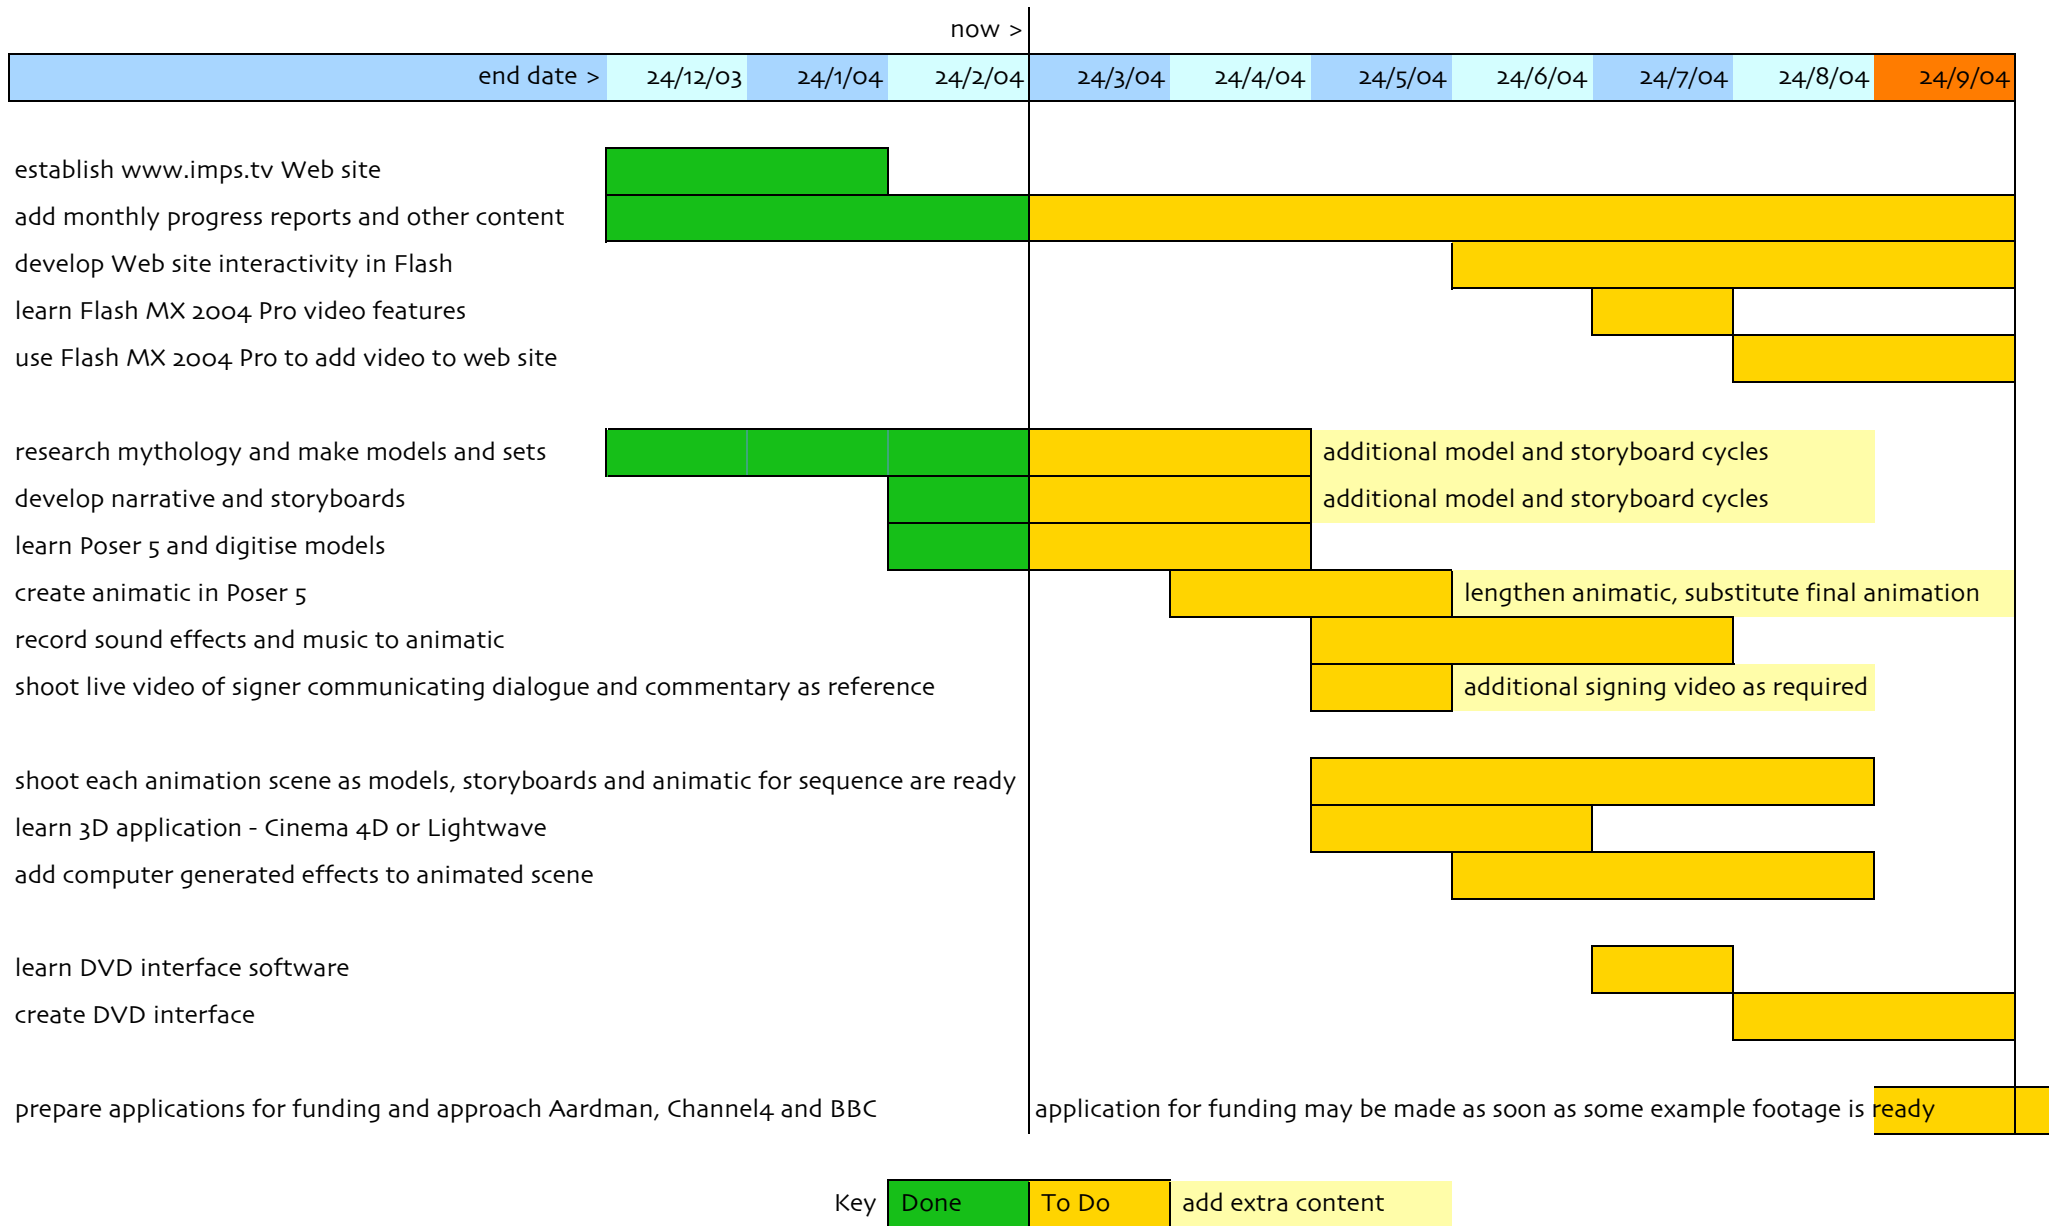 now >
end date > 24/12/03 24/1/04 24/2/04 24/3/04 24/4/04 24/5/04 24/6/04 24/7/04 24/8/04 24/9/04
establish www.imps.tv Web site
add monthly progress reports and other content
develop Web site interactivity in Flash
learn Flash MX 2004 Pro video features
use Flash MX 2004 Pro to add video to web site
research mythology and make models and sets additional model and storyboard cycles
develop narrative and storyboards additional model and storyboard cycles
learn Poser 5 and digitise models
create animatic in Poser 5 lengthen animatic, substitute final animation
record sound effects and music to animatic
shoot live video of signer communicating dialogue and commentary as reference additional signing video as required
shoot each animation scene as models, storyboards and animatic for sequence are ready
learn 3D application - Cinema 4D or Lightwave
add computer generated effects to animated scene
learn DVD interface software
create DVD interface
prepare applications for funding and approach Aardman, Channel4 and BBC application for funding may be made as soon as some example footage is ready
Key Done To Do add extra content